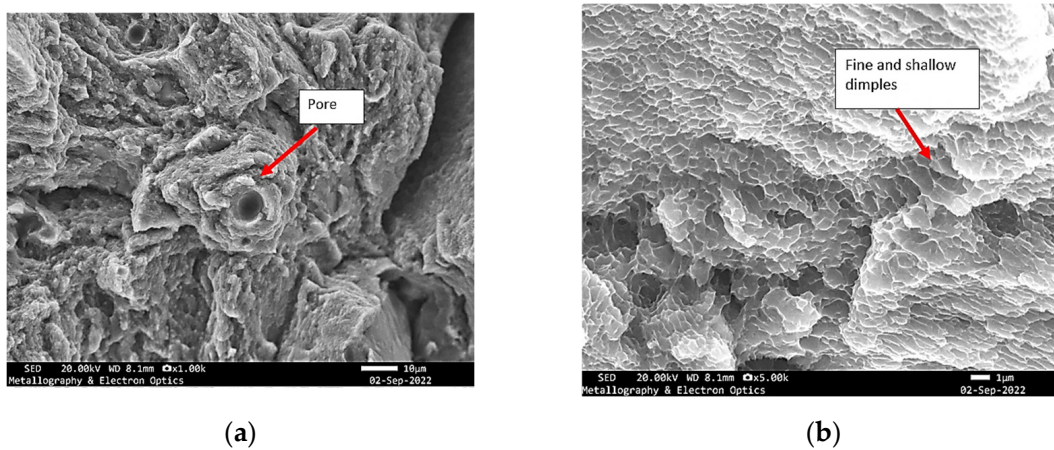 Pore
SED 20.00kV WD 8.1mm x1.00k 10μm
Metallography & Electron Optics 02-Sep-2022
(a)
Fine and shallow
dimples
SED 20.00kV WD 8.1mm x5.00k 1μm
Metallography & Electron Optics 02-Sep-2022
(b)